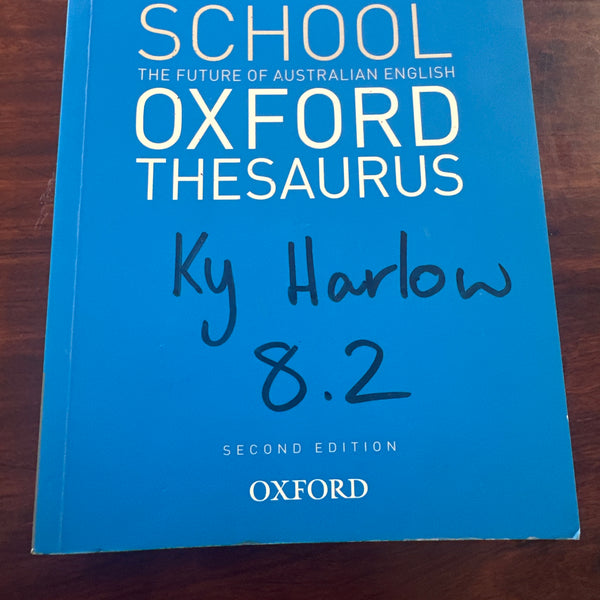 SCHOOL
THE FUTURE OF AUSTRALIAN ENGLISH
OXFORD
THESAURUS
Ky Harlow
8.2
SECOND EDITION
OXFORD